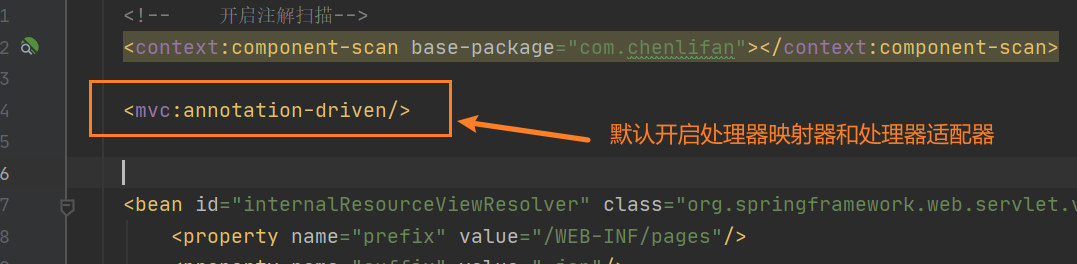 1 <!-- 开启注解扫描-->
2 <context:component-scan base-package="com.chenlifan"></context:component-scan>
3
4 <mvc:annotation-driven/>
默认开启处理器映射器和处理器适配器
5
6
7 <bean id="internalResourceViewResolver" class="org.springframework.web.servlet.v
8 <property name="prefix" value="/WEB-INF/pages"/>